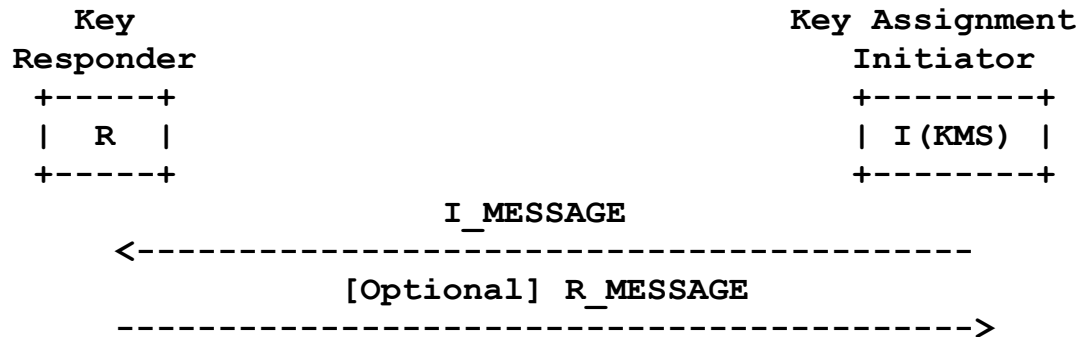 Key                                Key Assignment
Responder                                Initiator
+-----+                                 +--------+
|  R  |                                 | I(KMS) |
+-----+                                 +--------+
I_MESSAGE
<-----------------------------------------
[Optional] R_MESSAGE
------------------------------------------>